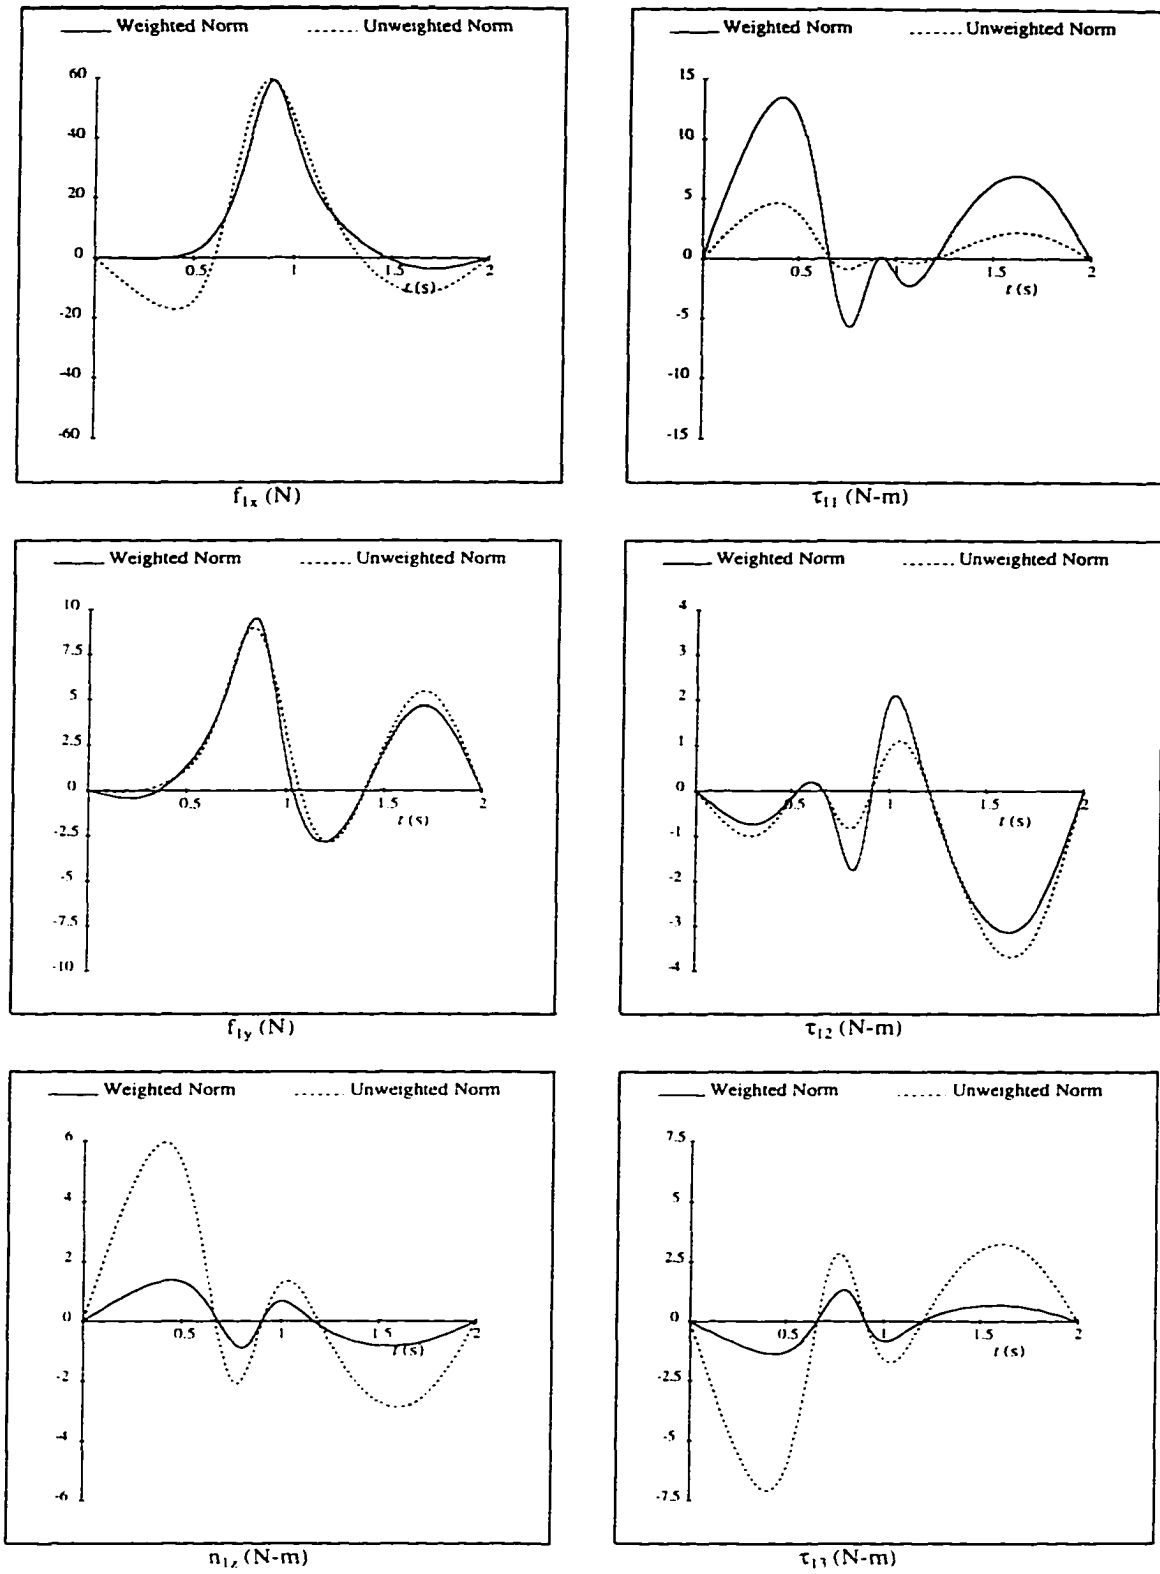 Weighted Norm Unweighted Norm
60
40
20
0
-20
-40
-60
0.5 1 1.5 2
t (s)
f1x (N)
Weighted Norm Unweighted Norm
15
10
5
0
-5
-10
-15
0.5 1 1.5 2
t (s)
τ11 (N-m)
Weighted Norm Unweighted Norm
10
7.5
5
2.5
0
-2.5
-5
-7.5
-10
0.5 1 1.5 2
t (s)
f1y (N)
Weighted Norm Unweighted Norm
4
3
2
1
0
-1
-2
-3
-4
0.5 1 1.5 2
t (s)
τ12 (N-m)
Weighted Norm Unweighted Norm
6
4
2
0
-2
-4
-6
0.5 1 1.5 2
t (s)
n1z (N-m)
Weighted Norm Unweighted Norm
7.5
5
2.5
0
-2.5
-5
-7.5
0.5 1 1.5 2
t (s)
τ13 (N-m)